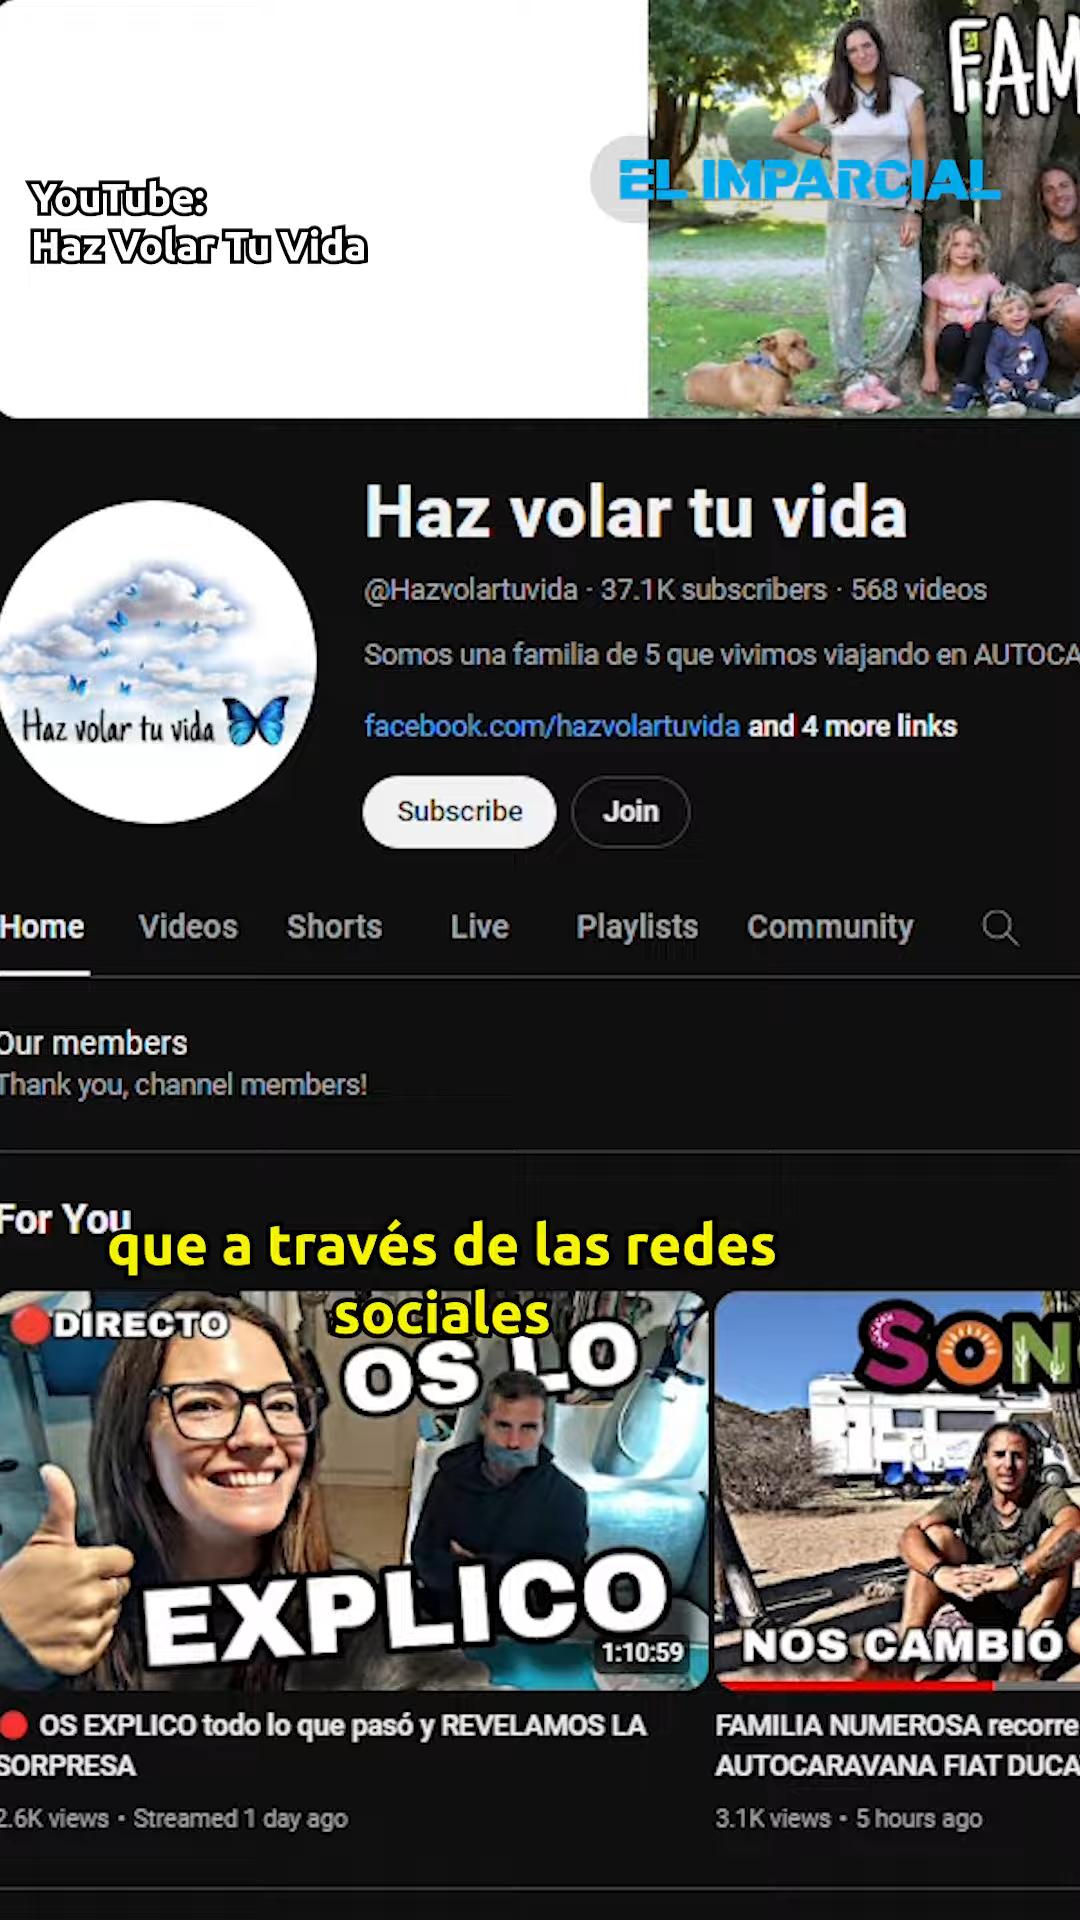 FAM
EL IMPARCIAL
YouTube:
Haz Volar Tu Vida
Haz volar tu vida
@Hazvolartuvida · 37.1K subscribers · 568 videos
Somos una familia de 5 que vivimos viajando en AUTOCA
facebook.com/hazvolartuvida and 4 more links
Haz volar tu vida
Subscribe
Join
Home
Videos
Shorts
Live
Playlists
Community
Our members
Thank you, channel members!
For You
que a través de las redes
sociales
DIRECTO
OS LO
EXPLICO
1:10:59
SON
NOS CAMBIÓ
OS EXPLICO todo lo que pasó y REVELAMOS LA
SORPRESA
2.6K views • Streamed 1 day ago
FAMILIA NUMEROSA recorre
AUTOCARAVANA FIAT DUCA
3.1K views • 5 hours ago